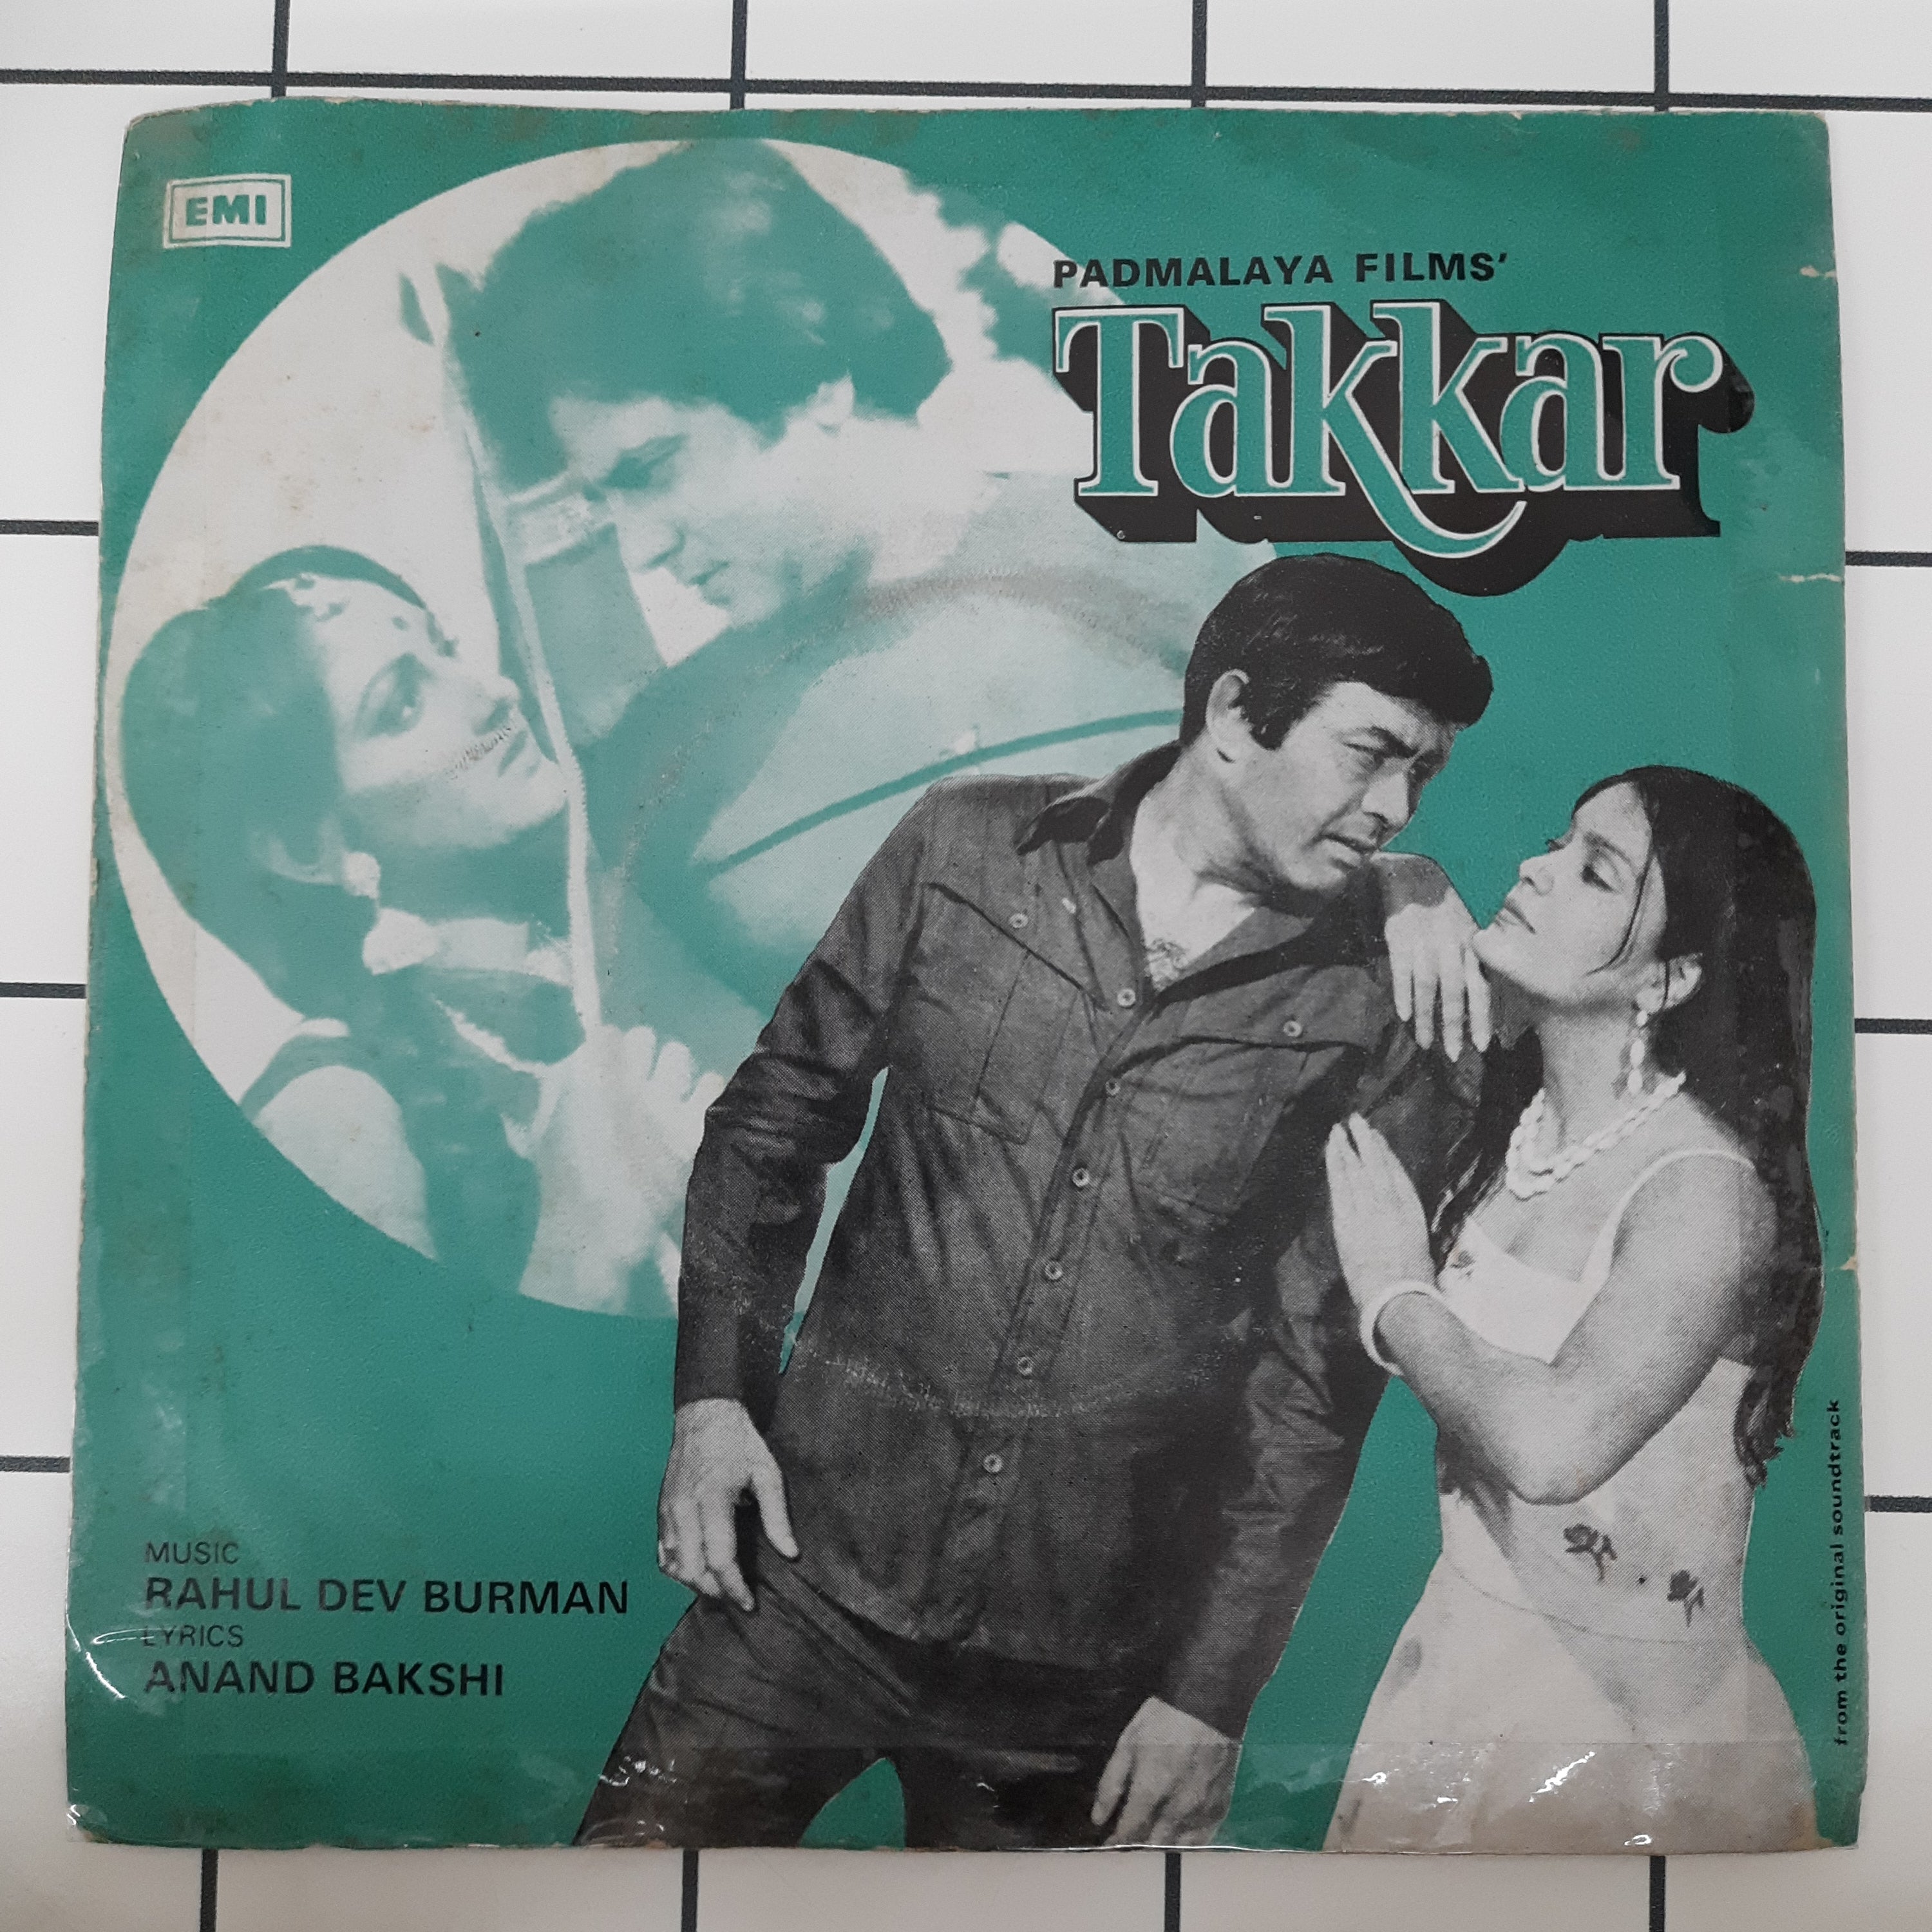 EMI
PADMALAYA FILMS'
Takkar
MUSIC
RAHUL DEV BURMAN
LYRICS
ANAND BAKSHI
from the original soundtrack